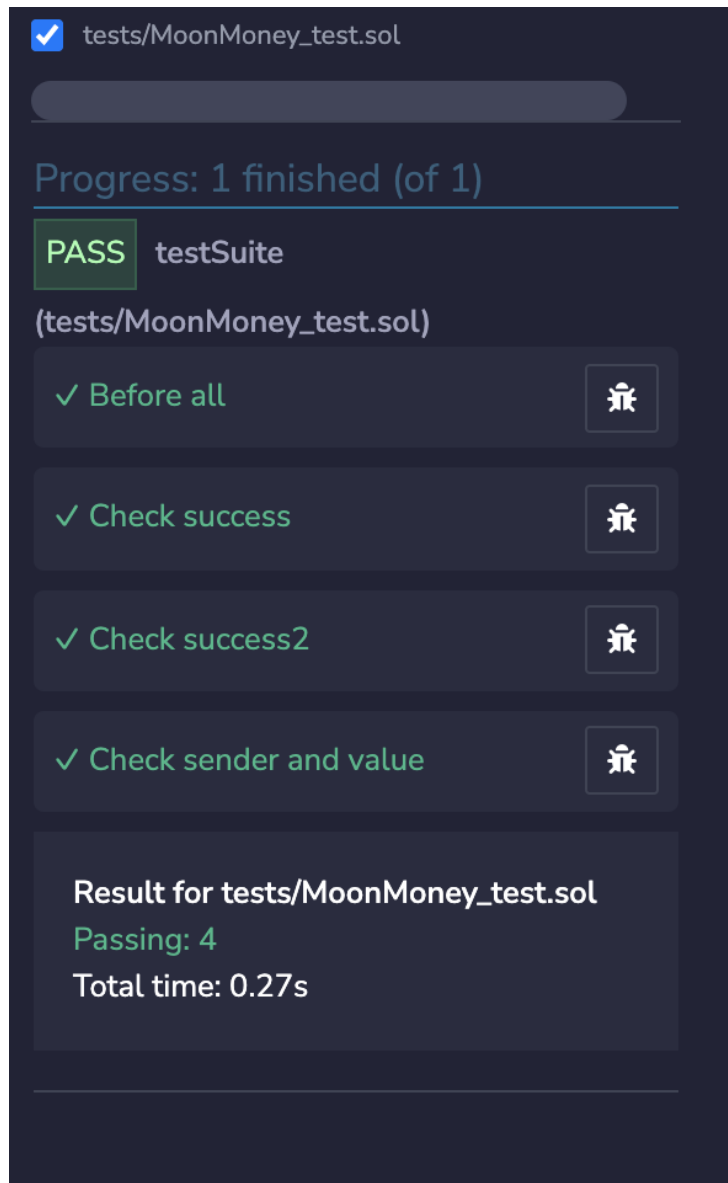 tests/MoonMoney_test.sol
Progress: 1 finished (of 1)
PASS testSuite
(tests/MoonMoney_test.sol)
✓ Before all
✓ Check success
✓ Check success2
✓ Check sender and value
Result for tests/MoonMoney_test.sol
Passing: 4
Total time: 0.27s